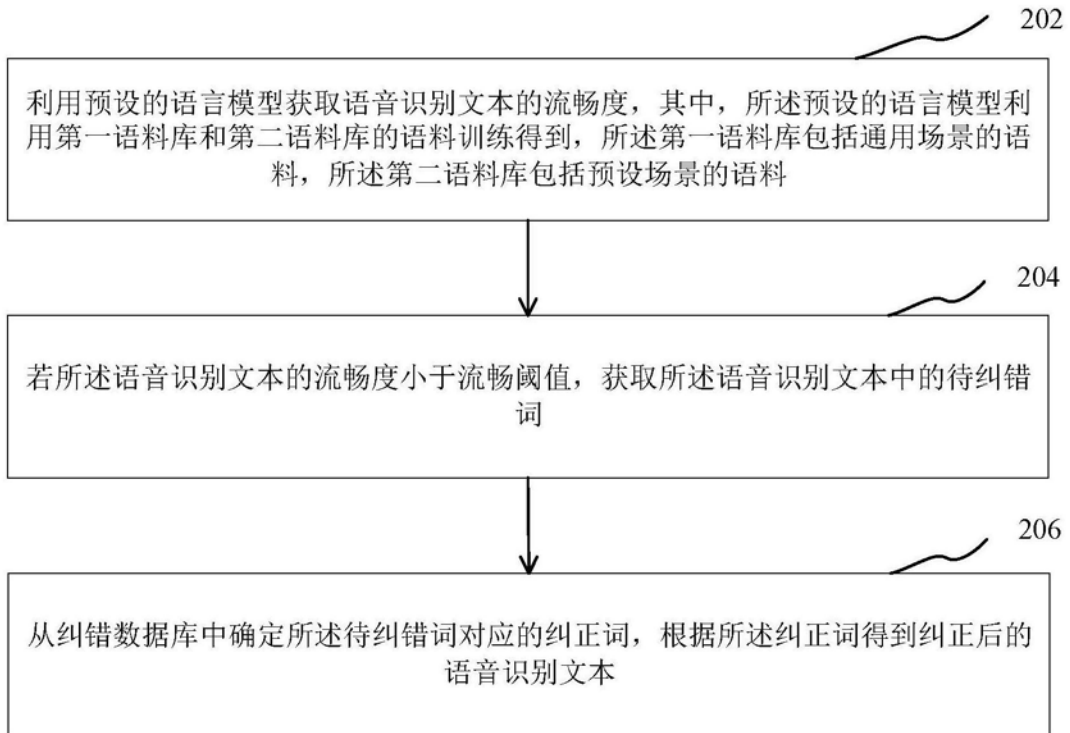 202
利用预设的语言模型获取语音识别文本的流畅度，其中，所述预设的语言模型利
用第一语料库和第二语料库的语料训练得到，所述第一语料库包括通用场景的语
料，所述第二语料库包括预设场景的语料
204
若所述语音识别文本的流畅度小于流畅阈值，获取所述语音识别文本中的待纠错
词
206
从纠错数据库中确定所述待纠错词对应的纠正词，根据所述纠正词得到纠正后的
语音识别文本